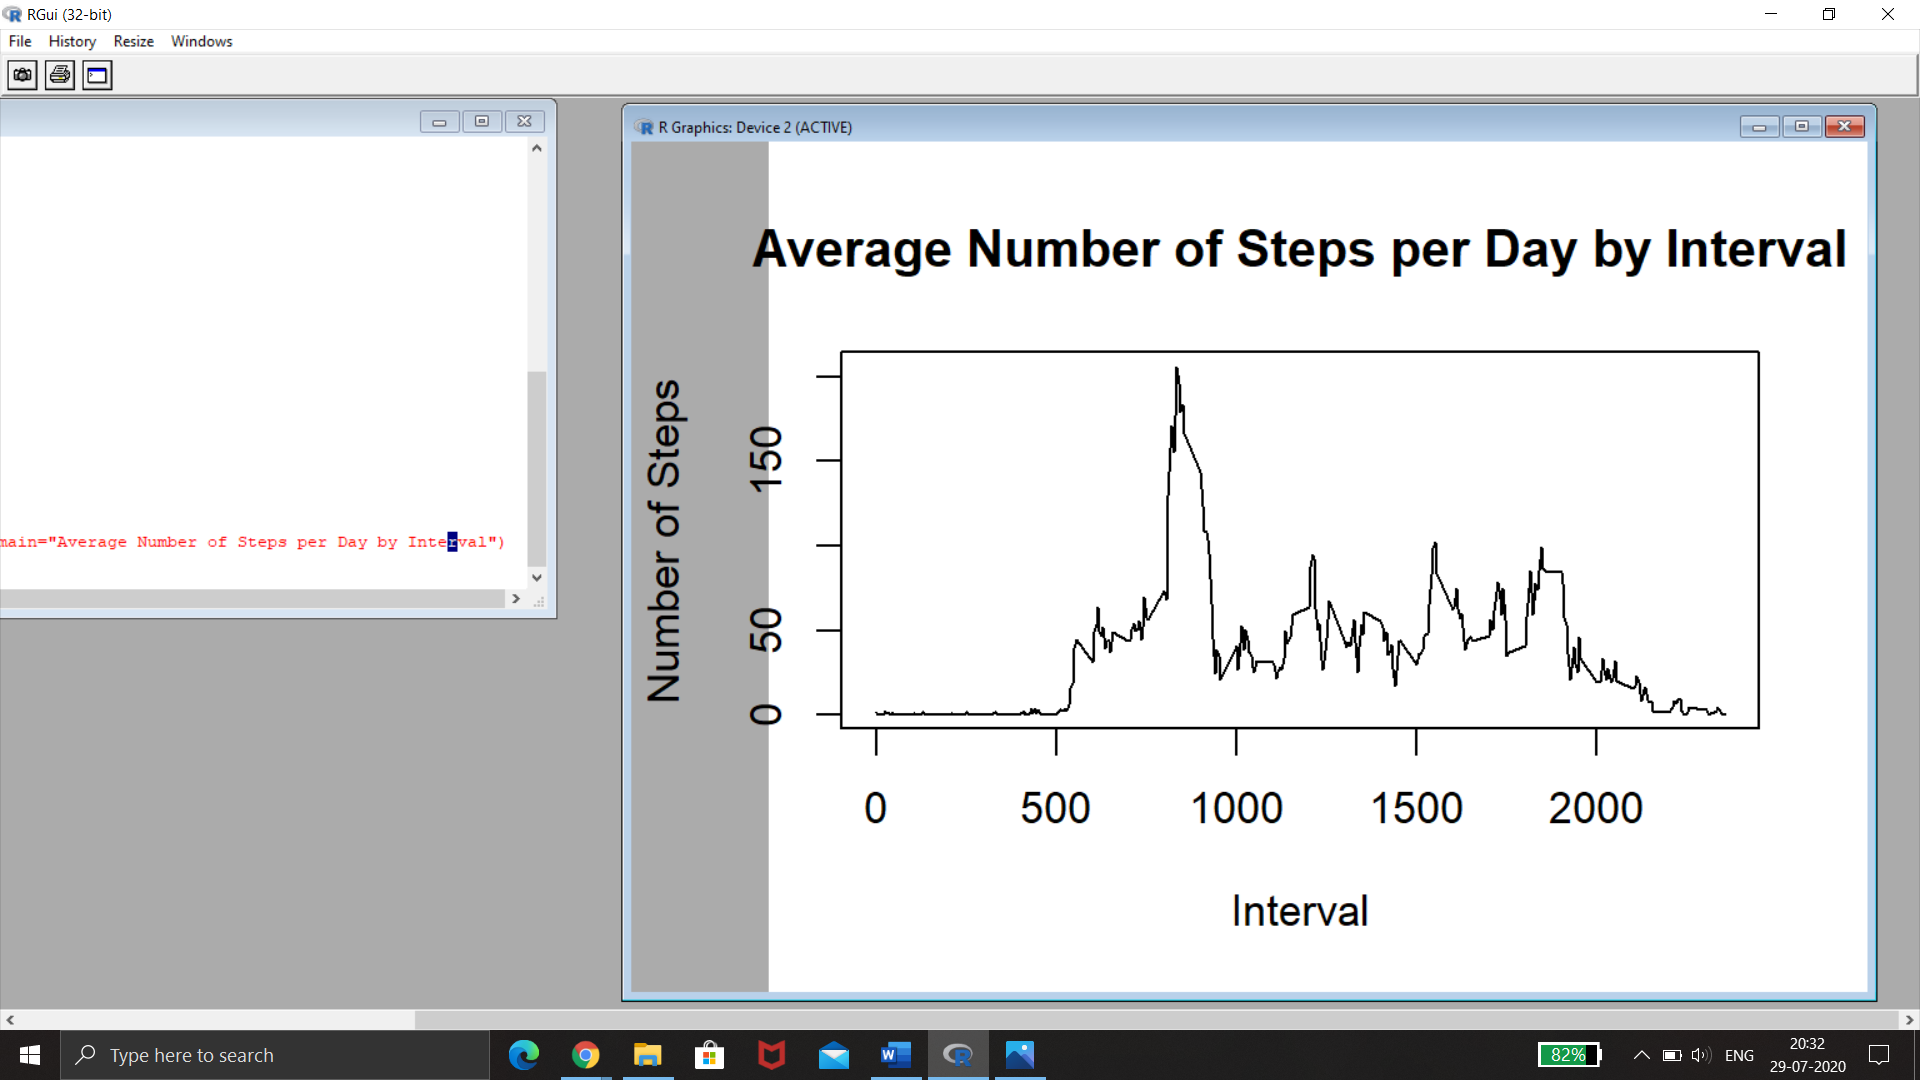 RGui (32-bit)
File History Resize Windows
R Graphics: Device 2 (ACTIVE)
Average Number of Steps per Day by Interval
Number of Steps
150
50
0
main="Average Number of Steps per Day by Interval")
0 500 1000 1500 2000
Interval
Type here to search
W
82%
ENG
20:32
29-07-2020